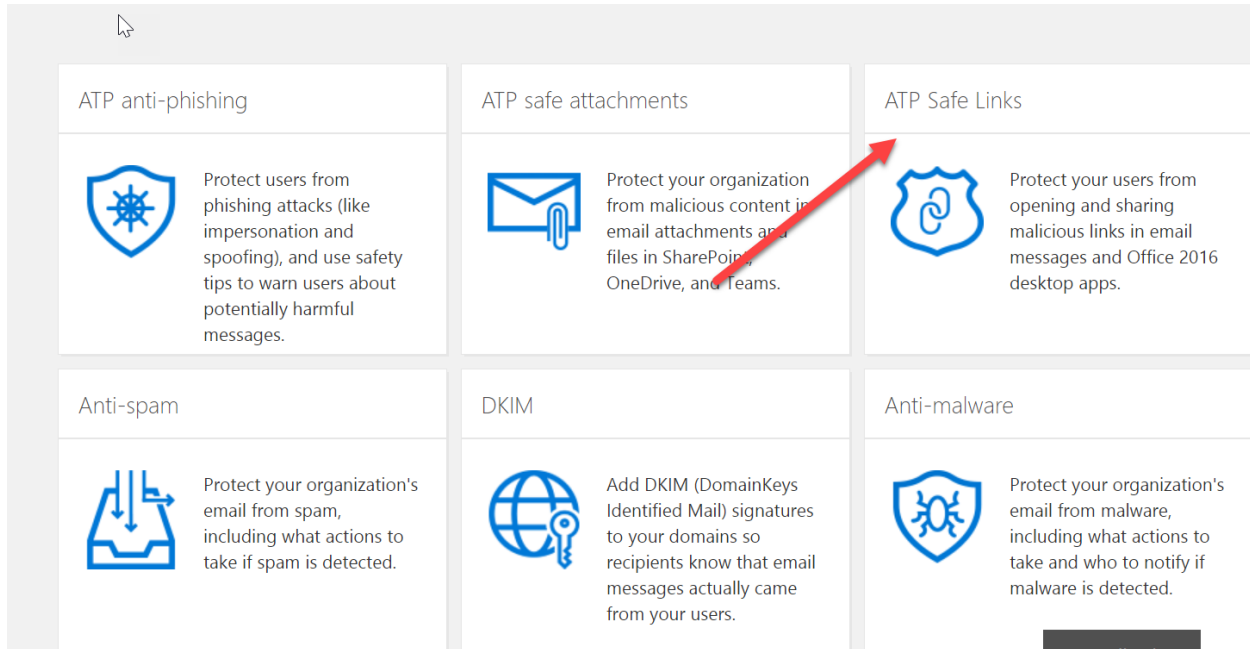 ATP anti-phishing
Protect users from
phishing attacks (like
impersonation and
spoofing), and use safety
tips to warn users about
potentially harmful
messages.
ATP safe attachments
Protect your organization
from malicious content in
email attachments and
files in SharePoint,
OneDrive, and Teams.
ATP Safe Links
Protect your users from
opening and sharing
malicious links in email
messages and Office 2016
desktop apps.
Anti-spam
Protect your organization's
email from spam,
including what actions to
take if spam is detected.
DKIM
Add DKIM (DomainKeys
Identified Mail) signatures
to your domains so
recipients know that email
messages actually came
from your users.
Anti-malware
Protect your organization's
email from malware,
including what actions to
take and who to notify if
malware is detected.